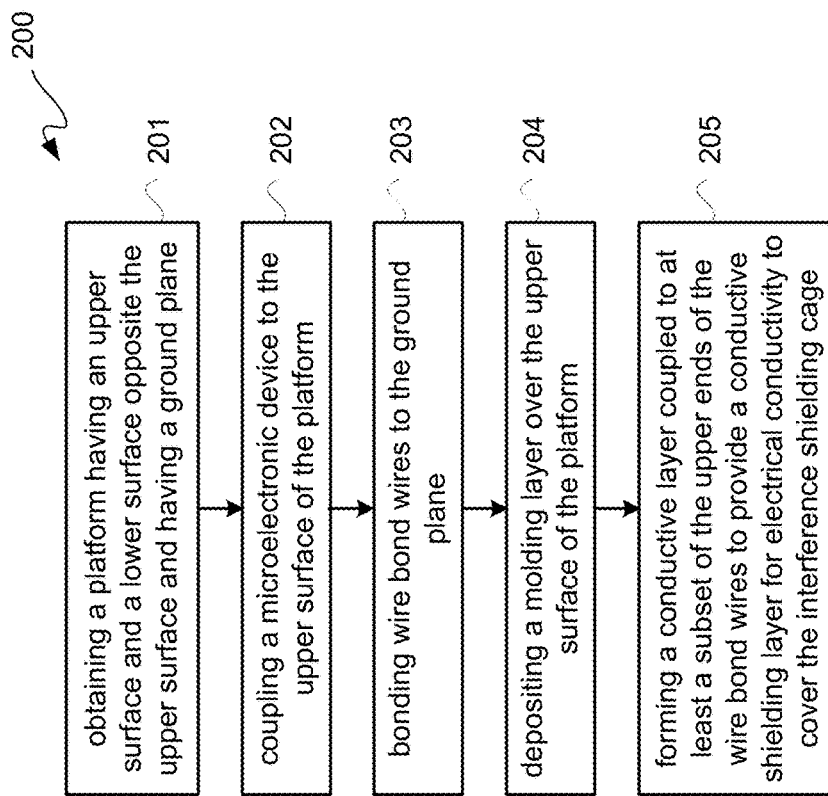 200
obtaining a platform having an upper
surface and a lower surface opposite the
upper surface and having a ground plane
201
coupling a microelectronic device to the
upper surface of the platform
202
bonding wire bond wires to the ground
plane
203
depositing a molding layer over the upper
surface of the platform
204
forming a conductive layer coupled to at
least a subset of the upper ends of the
wire bond wires to provide a conductive
shielding layer for electrical conductivity to
cover the interference shielding cage
205